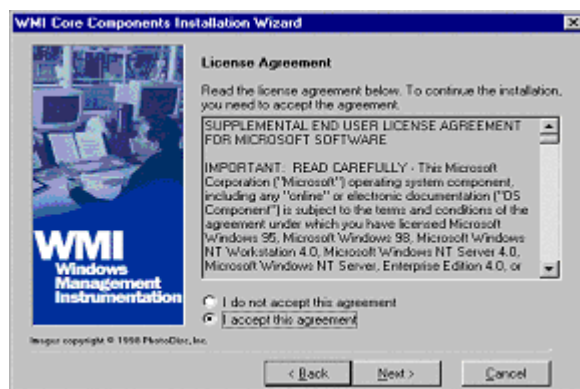 WMI Core Components Installation Wizard
License Agreement
Read the license agreement below. To continue the installation,
you need to accept the agreement.
SUPPLEMENTAL END USER LICENSE AGREEMENT
FOR MICROSOFT SOFTWARE
IMPORTANT: READ CAREFULLY - This Microsoft
Corporation ("Microsoft") operating system component,
including any "online" or electronic documentation ("OS
Component") is subject to the terms and conditions of the
agreement under which you have licensed Microsoft
Windows 95, Microsoft Windows 98, Microsoft Windows
NT Workstation 4.0, Microsoft Windows NT Server 4.0,
Microsoft Windows NT Server, Enterprise Edition 4.0, or
WMI
Windows
Management
Instrumentation
I do not accept this agreement
I accept this agreement
Images copyright © 1998 PhotoDisc, Inc.
< Back
Next >
Cancel